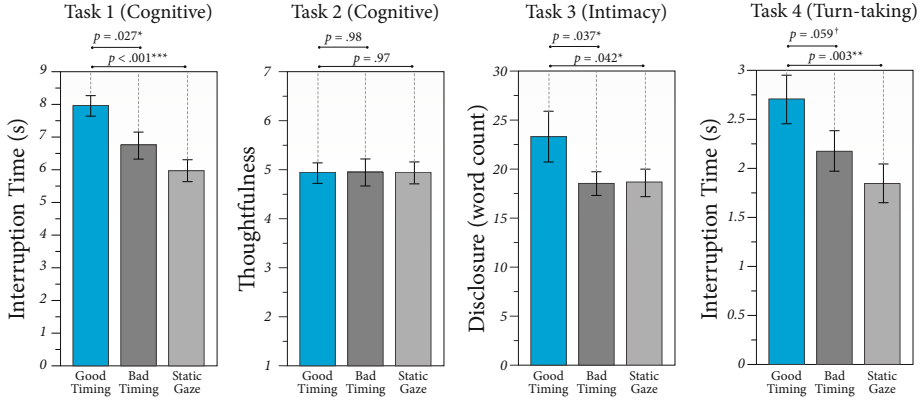 Task 1 (Cognitive)
p = .027*
p < .001***
Interruption Time (s)
9
8
7
6
5
4
3
2
1
0
Good Timing
Bad Timing
Static Gaze
Task 2 (Cognitive)
p = .98
p = .97
Thoughtfulness
7
6
5
4
3
2
1
Good Timing
Bad Timing
Static Gaze
Task 3 (Intimacy)
p = .037*
p = .042*
Disclosure (word count)
30
25
20
15
10
5
0
Good Timing
Bad Timing
Static Gaze
Task 4 (Turn-taking)
p = .059†
p = .003**
Interruption Time (s)
3
2.5
2
1.5
1
0.5
0
Good Timing
Bad Timing
Static Gaze